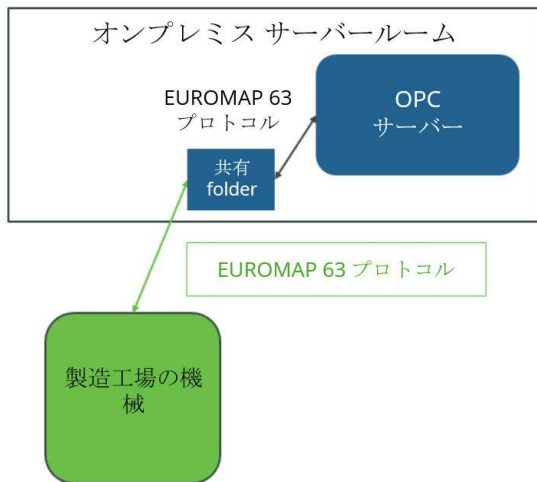 オンプレミス サーバールーム
EUROMAP 63
プロトコル
OPC
サーバー
共有
folder
EUROMAP 63 プロトコル
製造工場の機
械